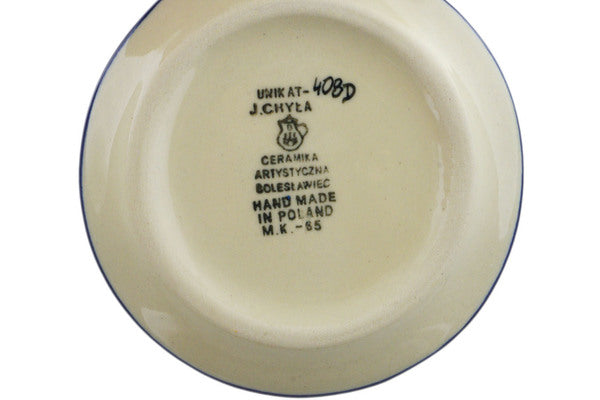 UNIKAT-408D
J.CHYŁA
CERAMIKA
ARTYSTYCZNA
BOLESŁAWIEC
HAND MADE
IN POLAND
M.K.-65